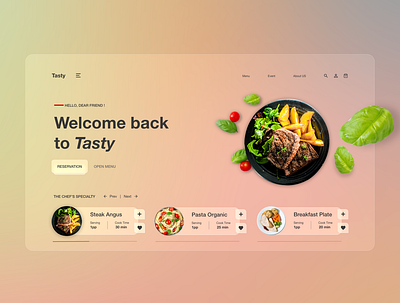 Tasty
Menu
Event
About US
HELLO, DEAR FRIEND !
Welcome back
to Tasty
RESERVATION
OPEN MENU
THE CHEF'S SPECIALTY
Prev
Next
Steak Angus
Serving
1pp
Cook Time
30 min
Pasta Organic
Serving
1pp
Cook Time
25 min
Breakfast Plate
Serving
1pp
Cook Time
20 min